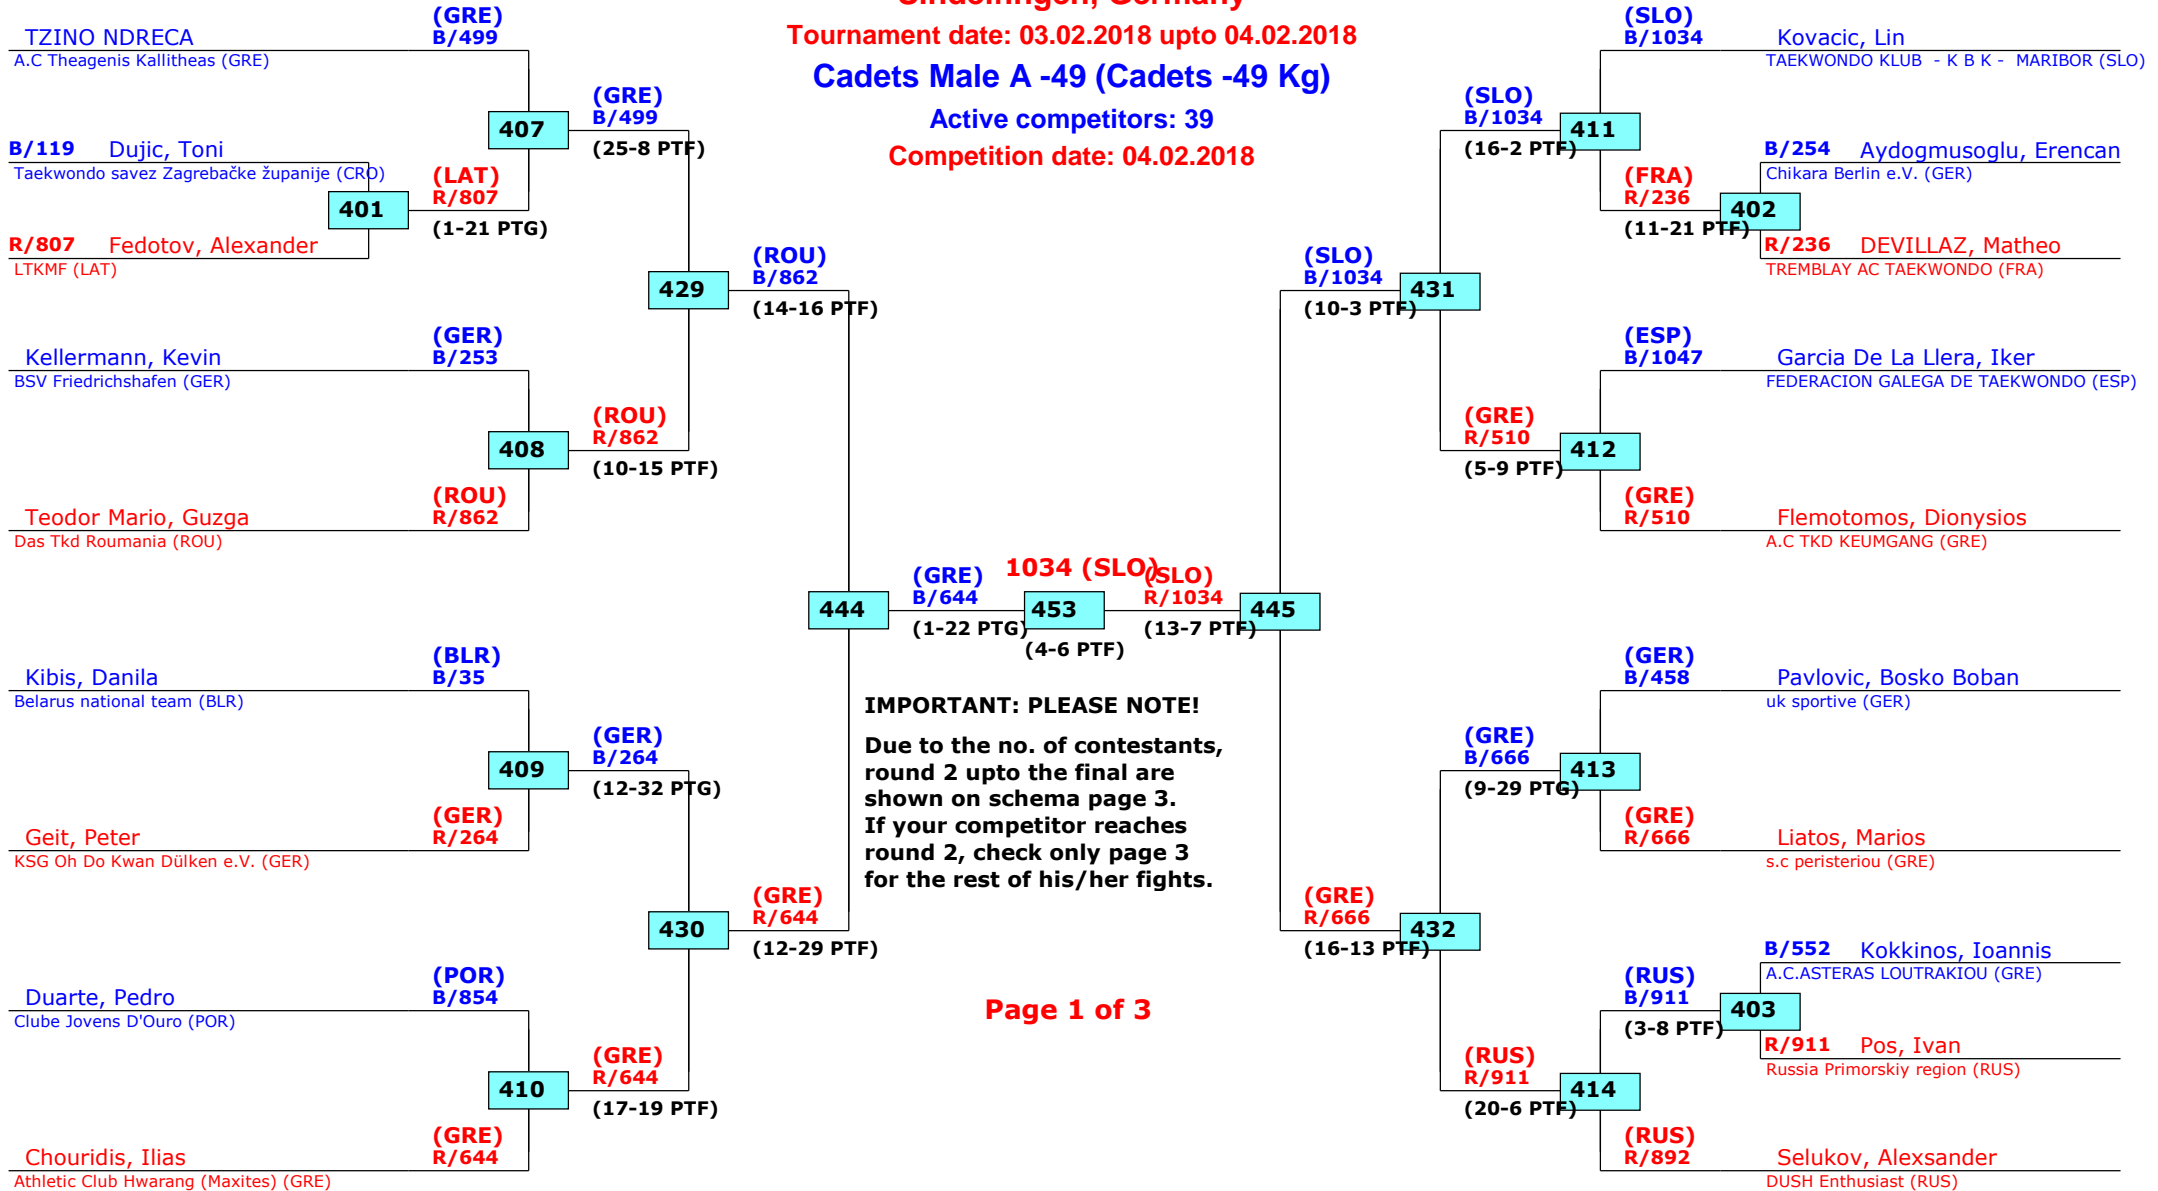 Sindelfingen, Germany
Tournament date: 03.02.2018 upto 04.02.2018
Cadets Male A -49 (Cadets -49 Kg)
Active competitors: 39
Competition date: 04.02.2018
TZINO NDRECA
A.C Theagenis Kallitheas (GRE)
(GRE)
B/499
B/119 Dujic, Toni
Taekwondo savez Zagrebačke županije (CRO)
401
R/807 Fedotov, Alexander
LTKMF (LAT)
(LAT)
R/807
(1-21 PTG)
407
(GRE)
B/499
(25-8 PTF)
Kellermann, Kevin
BSV Friedrichshafen (GER)
(GER)
B/253
408
Teodor Mario, Guzga
Das Tkd Roumania (ROU)
(ROU)
R/862
(ROU)
R/862
(10-15 PTF)
429
(ROU)
B/862
(14-16 PTF)
Kibis, Danila
Belarus national team (BLR)
(BLR)
B/35
409
Geit, Peter
KSG Oh Do Kwan Dülken e.V. (GER)
(GER)
R/264
(GER)
B/264
(12-32 PTG)
Duarte, Pedro
Clube Jovens D'Ouro (POR)
(POR)
B/854
410
Chouridis, Ilias
Athletic Club Hwarang (Maxites) (GRE)
(GRE)
R/644
(GRE)
R/644
(17-19 PTF)
430
(GRE)
R/644
(12-29 PTF)
444
(GRE)
B/644
(1-22 PTG)
1034 (SLO)
453
(4-6 PTF)
(SLO)
R/1034
(13-7 PTF)
445
IMPORTANT: PLEASE NOTE!
Due to the no. of contestants,
round 2 upto the final are
shown on schema page 3.
If your competitor reaches
round 2, check only page 3
for the rest of his/her fights.
Page 1 of 3
(SLO)
B/1034
(10-3 PTF)
431
(SLO)
B/1034
(16-2 PTF)
411
(SLO)
B/1034
Kovacic, Lin
TAEKWONDO KLUB - K B K - MARIBOR (SLO)
(FRA)
R/236
(11-21 PTF)
402
B/254 Aydogmusoglu, Erencan
Chikara Berlin e.V. (GER)
R/236 DEVILLAZ, Matheo
TREMBLAY AC TAEKWONDO (FRA)
(GRE)
R/510
(5-9 PTF)
412
(ESP)
B/1047
Garcia De La Llera, Iker
FEDERACION GALEGA DE TAEKWONDO (ESP)
(GRE)
R/510
Flemotomos, Dionysios
A.C TKD KEUMGANG (GRE)
(GRE)
R/666
(16-13 PTF)
432
(GRE)
B/666
(9-29 PTG)
413
(GER)
B/458
Pavlovic, Bosko Boban
uk sportive (GER)
(GRE)
R/666
Liatos, Marios
s.c peristeriou (GRE)
(RUS)
R/911
(20-6 PTF)
414
(RUS)
B/911
(3-8 PTF)
403
B/552 Kokkinos, Ioannis
A.C.ASTERAS LOUTRAKIOU (GRE)
R/911 Pos, Ivan
Russia Primorskiy region (RUS)
(RUS)
R/892
Selukov, Alexsander
DUSH Enthusiast (RUS)